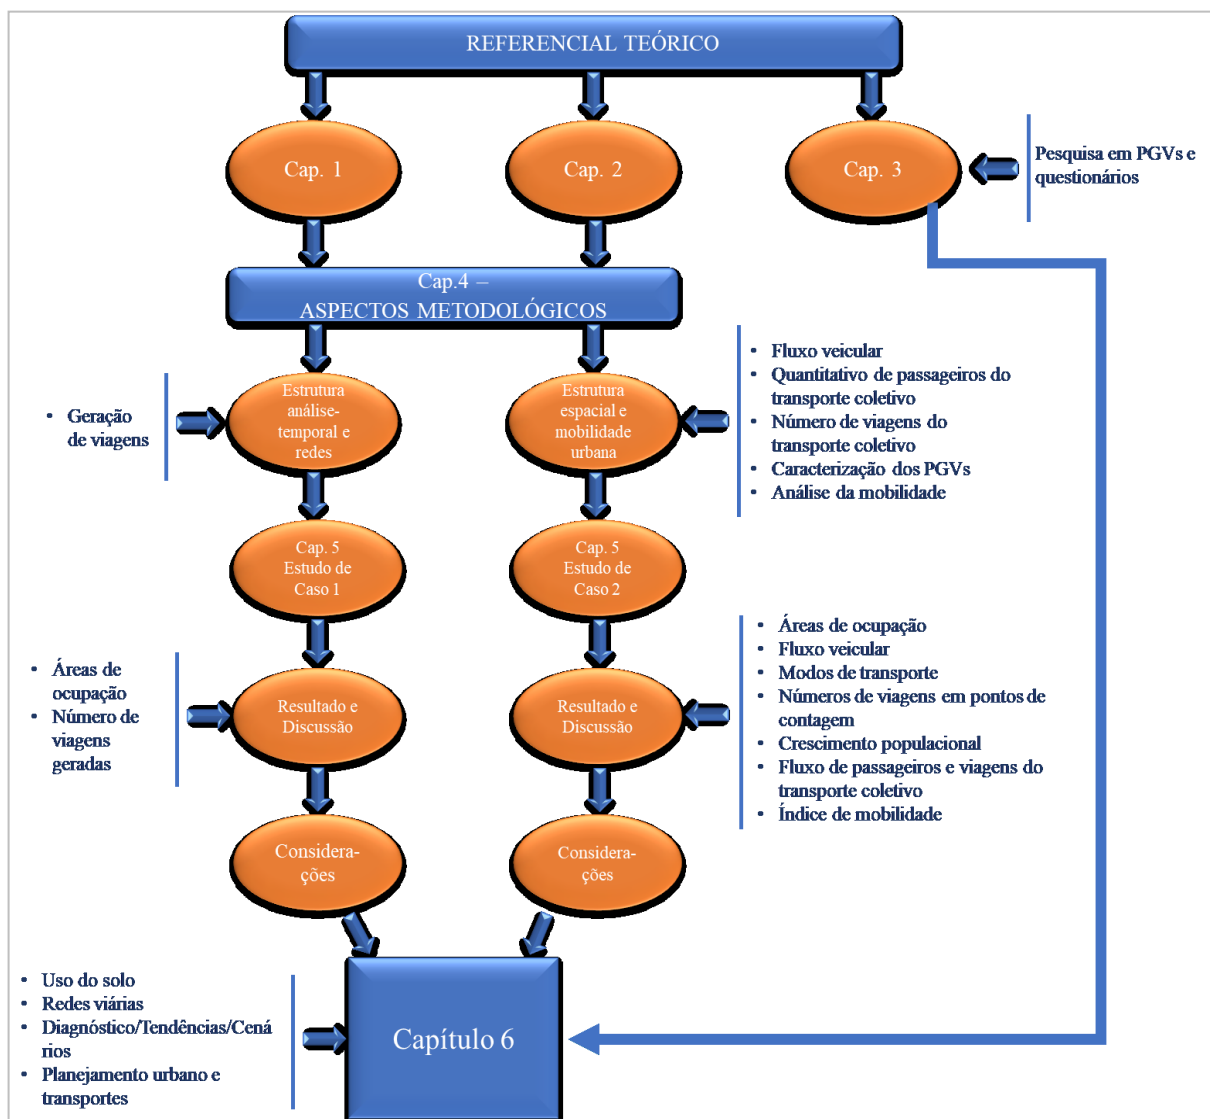 REFERENCIAL TEÓRICO
Cap. 1
Cap. 2
Cap. 3
Pesquisa em PGVs e
questionários
Cap.4 –
ASPECTOS METODOLÓGICOS
• Geração
de viagens
Estrutura
análise-
temporal e
redes
Estrutura
espacial e
mobilidade
urbana
• Fluxo veicular
• Quantitativo de passageiros do
transporte coletivo
• Número de viagens do
transporte coletivo
• Caracterização dos PGVs
• Análise da mobilidade
Cap. 5
Estudo de
Caso 1
Cap. 5
Estudo de
Caso 2
• Áreas de
ocupação
• Número de
viagens
geradas
Resultado e
Discussão
Resultado e
Discussão
• Áreas de ocupação
• Fluxo veicular
• Modos de transporte
• Números de viagens em pontos de
contagem
• Crescimento populacional
• Fluxo de passageiros e viagens do
transporte coletivo
• Índice de mobilidade
Considera-
ções
Considera-
ções
• Uso do solo
• Redes viárias
• Diagnóstico/Tendências/Cená
rios
• Planejamento urbano e
transportes
Capítulo 6